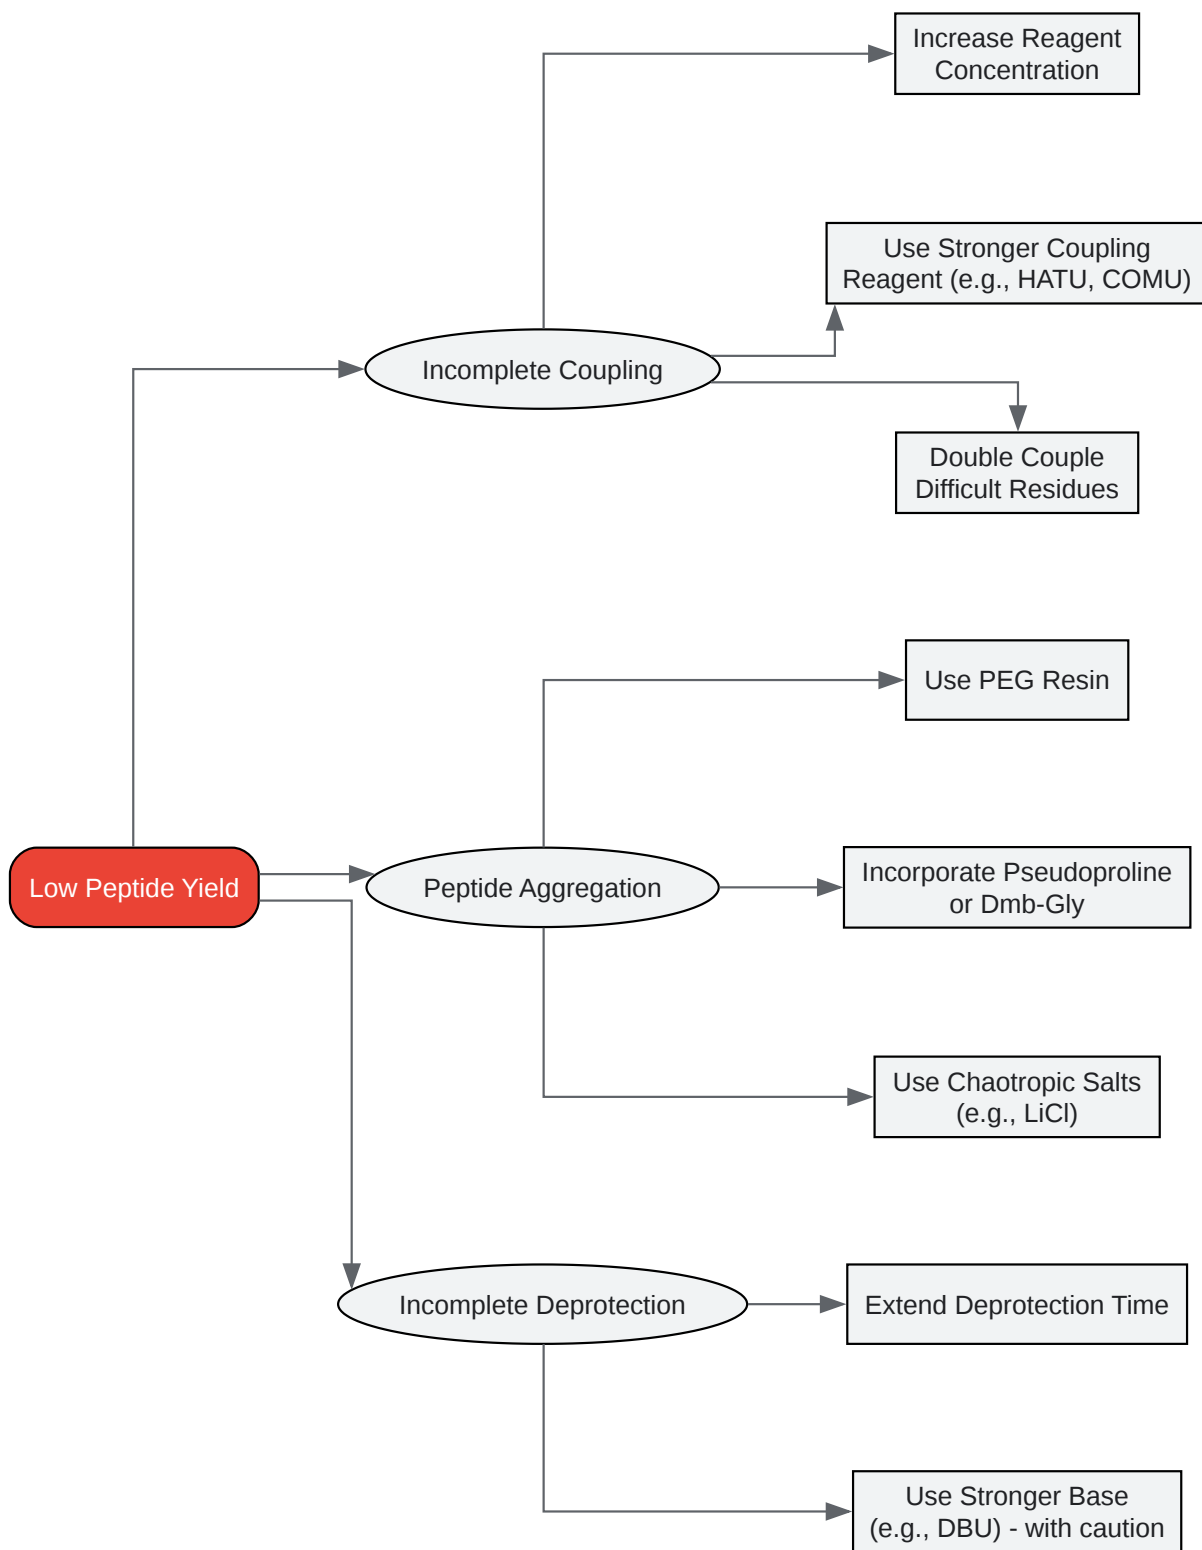 Increase Reagent
Concentration
Use Stronger Coupling
Reagent (e.g., HATU, COMU)
Incomplete Coupling
Double Couple
Difficult Residues
Use PEG Resin
Low Peptide Yield
Peptide Aggregation
Incorporate Pseudoproline
or Dmb-Gly
Use Chaotropic Salts
(e.g., LiCl)
Incomplete Deprotection
Extend Deprotection Time
Use Stronger Base
(e.g., DBU) - with caution